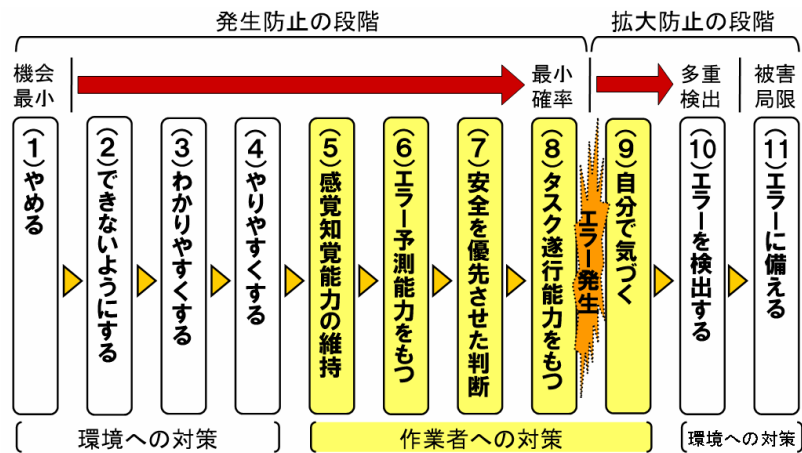 発生防止の段階
拡大防止の段階
機会
最小
最小
確率
多重
検出
被害
局限
(1)やめる
(2)できないようにする
(3)わかりやすくする
(4)やりやすくする
(5)感覚知覚能力の維持
(6)エラー予測能力をもつ
(7)安全を優先させた判断
(8)タスク遂行能力をもつ
エラー発生
(9)自分で気づく
(10)エラーを検出する
(11)エラーに備える
環境への対策
作業者への対策
環境への対策